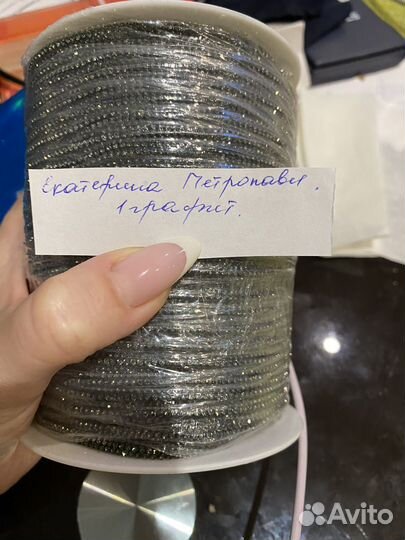 Екатерина Петропавл.
1 графит.
Avito